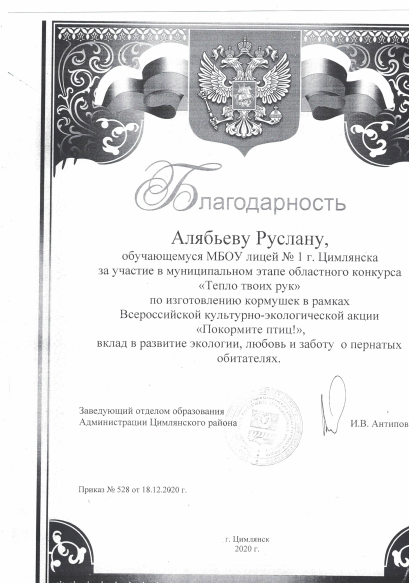 Благодарность
Алябьеву Руслану,
обучающемуся МБОУ лицей № 1 г. Цимлянска
за участие в муниципальном этапе областного конкурса
«Тепло твоих рук»
по изготовлению кормушек в рамках
Всероссийской культурно-экологической акции
«Покормите птиц!»,
вклад в развитие экологии, любовь и заботу о пернатых
обитателях.
Заведующий отделом образования
Администрации Цимлянского района
И.В. Антипов
Приказ № 528 от 18.12.2020 г.
г. Цимлянск
2020 г.